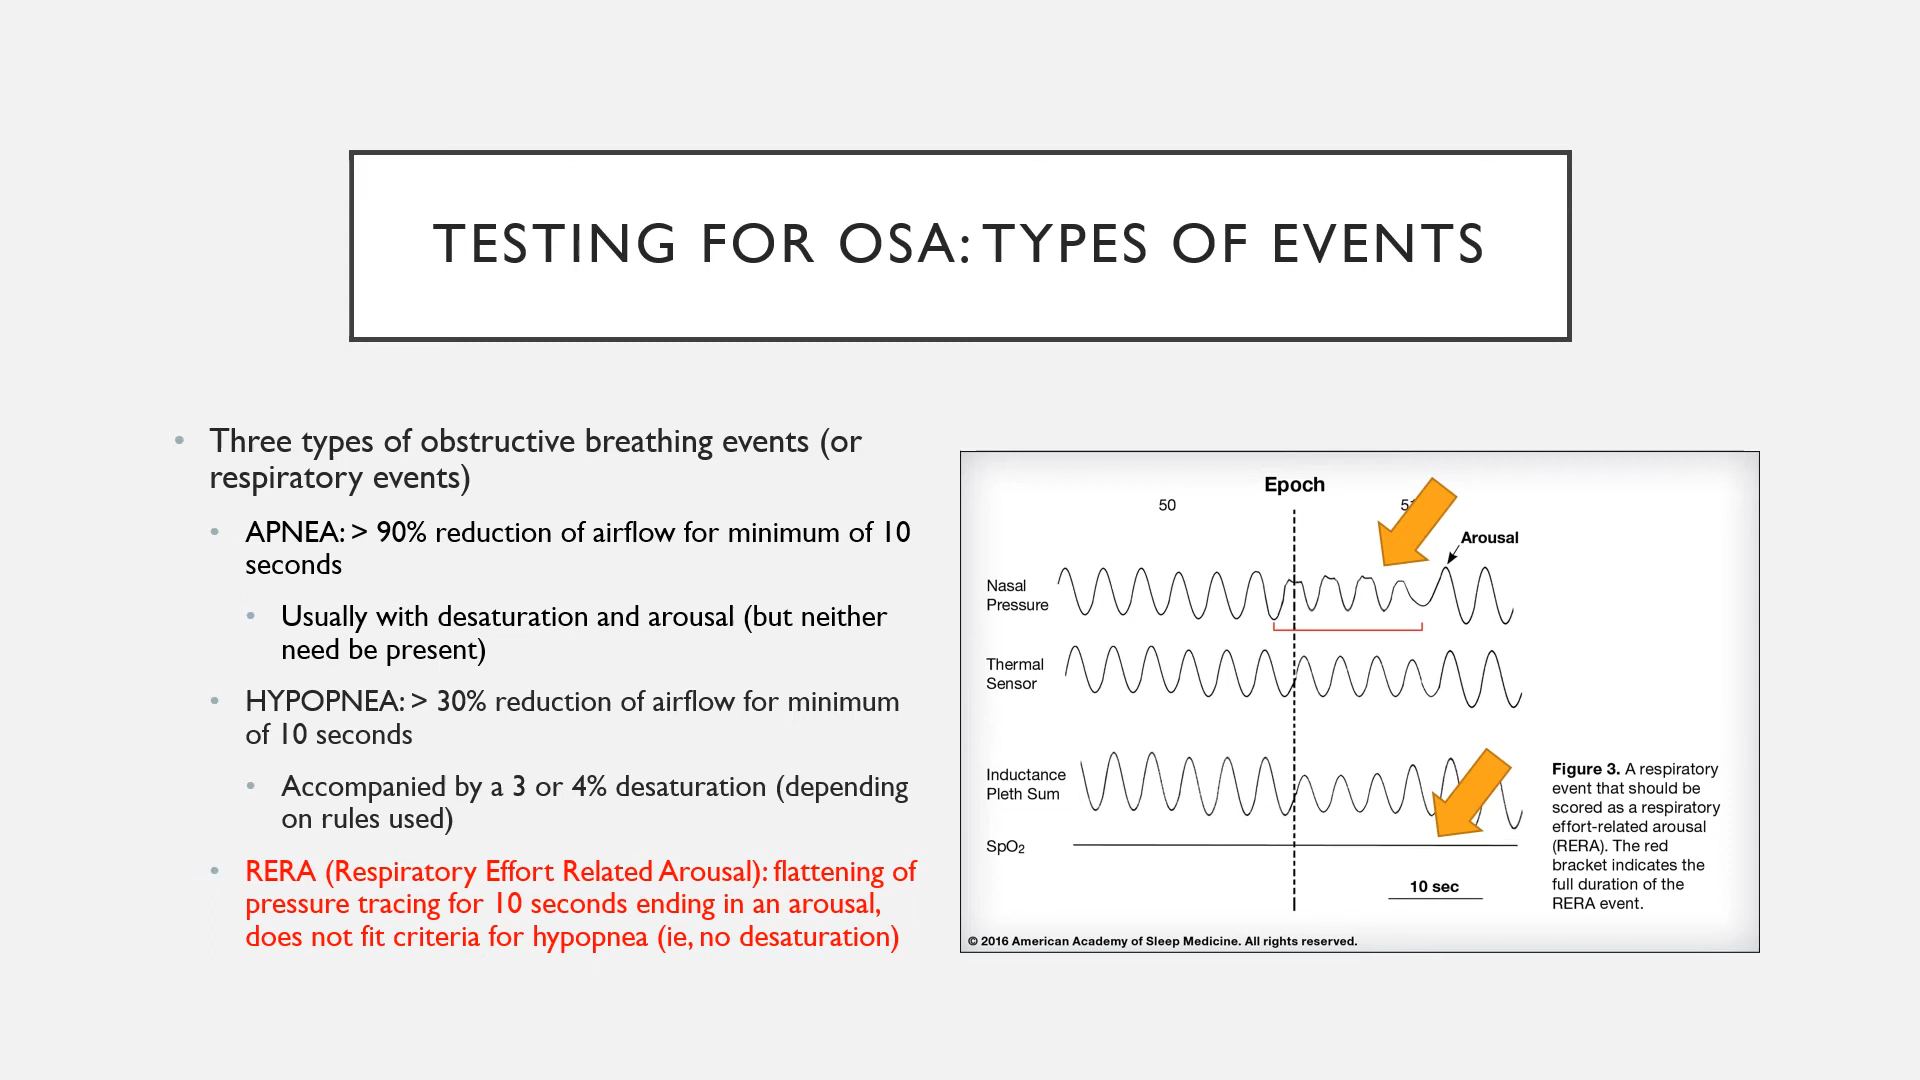 TESTING FOR OSA: TYPES OF EVENTS
• Three types of obstructive breathing events (or
respiratory events)
• APNEA: > 90% reduction of airflow for minimum of 10
seconds
• Usually with desaturation and arousal (but neither
need be present)
• HYPOPNEA: > 30% reduction of airflow for minimum
of 10 seconds
• Accompanied by a 3 or 4% desaturation (depending
on rules used)
• RERA (Respiratory Effort Related Arousal): flattening of
pressure tracing for 10 seconds ending in an arousal,
does not fit criteria for hypopnea (ie, no desaturation)
Epoch
50
Arousal
Nasal
Pressure
Thermal
Sensor
Inductance
Pleth Sum
SpO₂
10 sec
Figure 3. A respiratory
event that should be
scored as a respiratory
effort-related arousal
(RERA). The red
bracket indicates the
full duration of the
RERA event.
© 2016 American Academy of Sleep Medicine. All rights reserved.